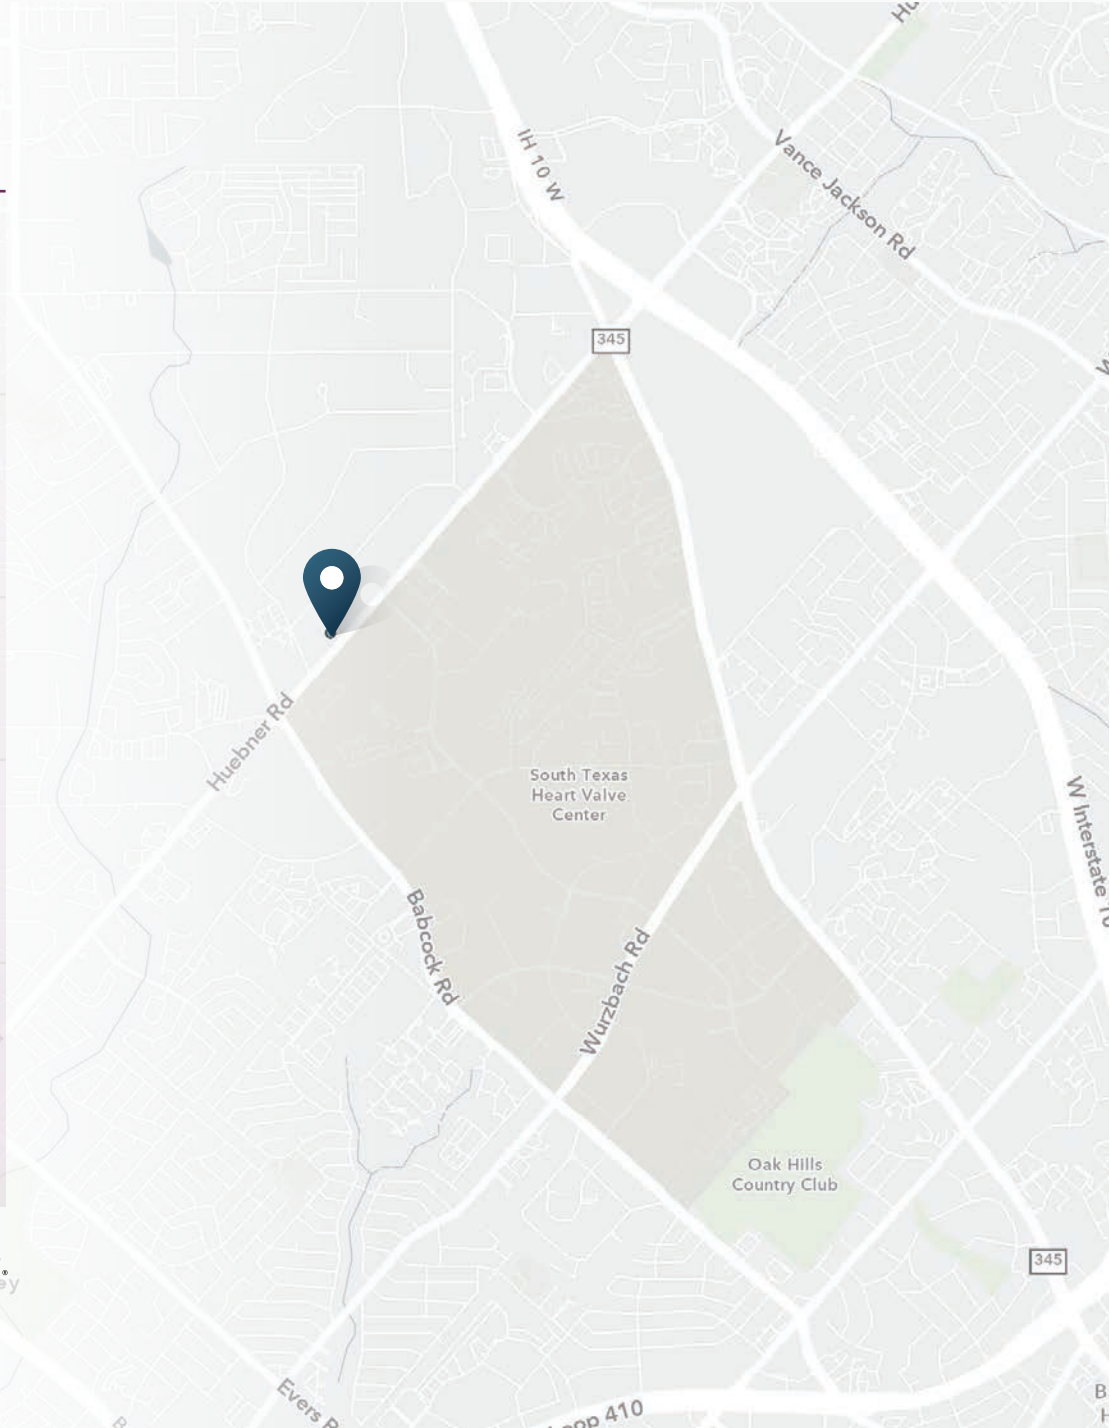 IH 10 W
Vance Jackson Rd
345
Huebner Rd
South Texas
Heart Valve
Center
W Interstate 10
Babcock Rd
Wurzbach Rd
Oak Hills
Country Club
345
®
Evers
410